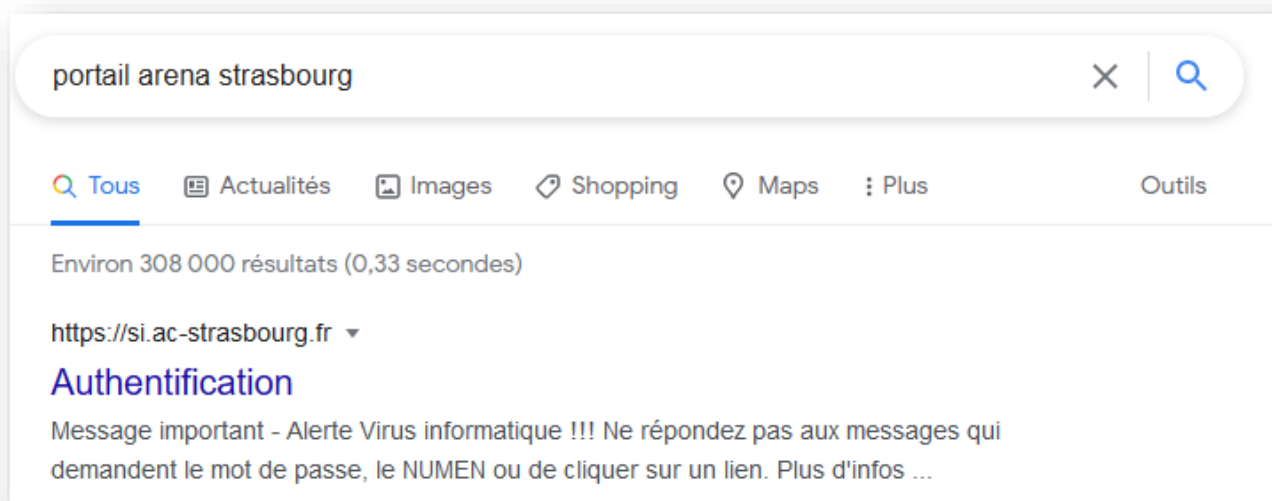 portail arena strasbourg
Tous Actualités Images Shopping Maps Plus Outils
Environ 308 000 résultats (0,33 secondes)
https://si.ac-strasbourg.fr
Authentification
Message important - Alerte Virus informatique !!! Ne répondez pas aux messages qui
demandent le mot de passe, le NUMEN ou de cliquer sur un lien. Plus d'infos ...